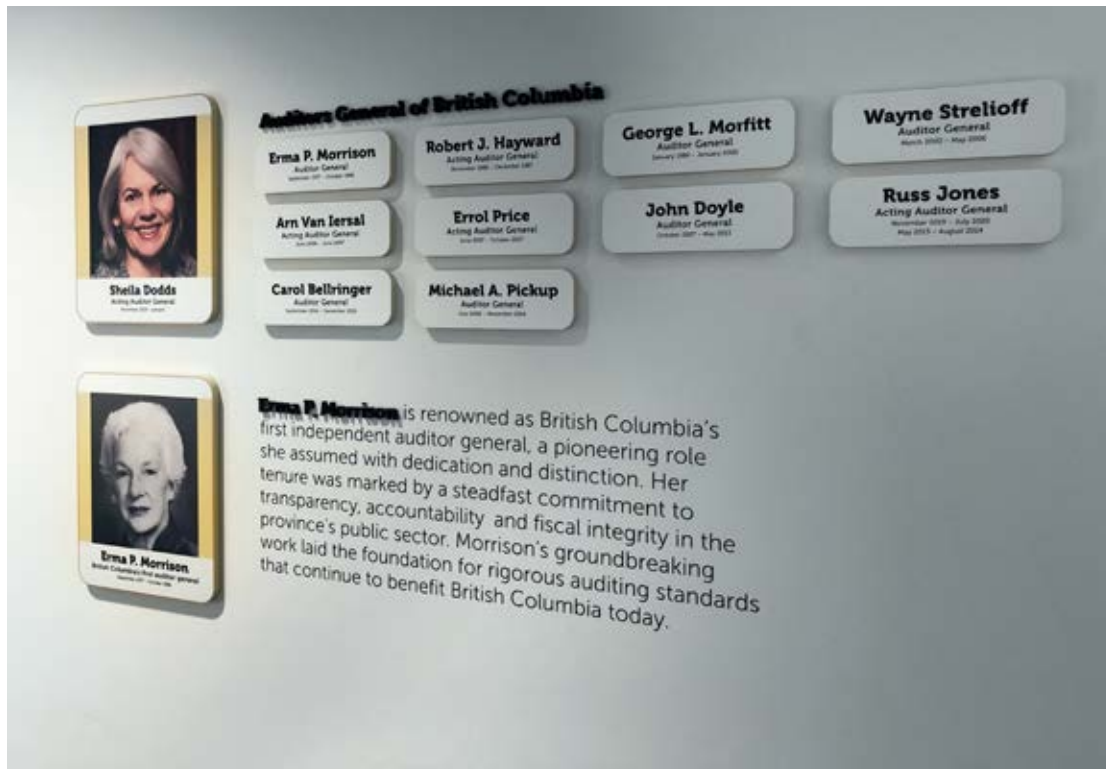 Auditors General of British Columbia
Sheila Dodds
Acting Auditor General
Erma P. Morrison
Auditor General
Robert J. Hayward
Acting Auditor General
George L. Morfitt
Auditor General
Wayne Strelioff
Auditor General
Arn Van Iersal
Acting Auditor General
Errol Price
Acting Auditor General
John Doyle
Auditor General
Russ Jones
Acting Auditor General
Carol Bellringer
Auditor General
Michael A. Pickup
Auditor General
Erma P. Morrison
British Columbia's first auditor general
Erma P. Morrison is renowned as British Columbia's
first independent auditor general, a pioneering role
she assumed with dedication and distinction. Her
tenure was marked by a steadfast commitment to
transparency, accountability and fiscal integrity in the
province's public sector. Morrison's groundbreaking
work laid the foundation for rigorous auditing standards
that continue to benefit British Columbia today.